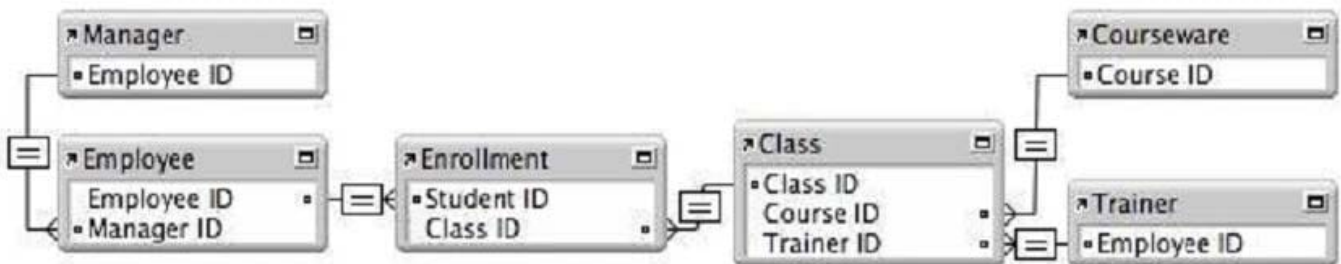 Manager
Employee ID
Employee
Employee ID
Manager ID
Enrollment
Student ID
Class ID
Class
Class ID
Course ID
Trainer ID
Courseware
Course ID
Trainer
Employee ID
=
=
=
=
=